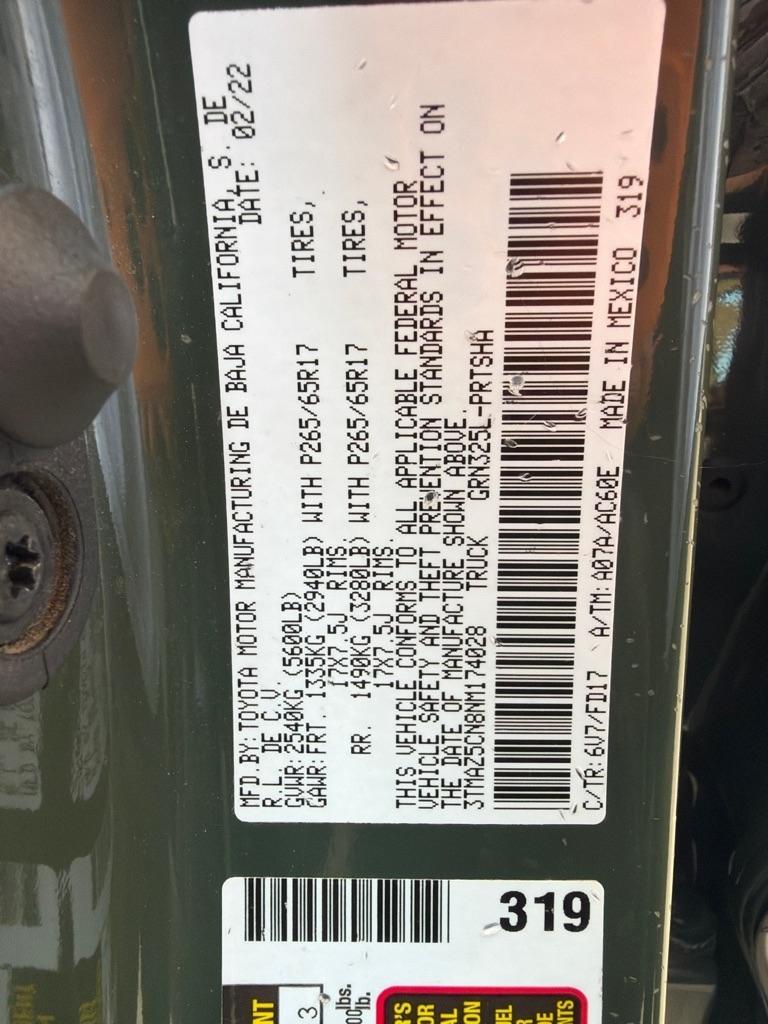 MFD BY:TOYOTA MOTOR MANUFACTURING DE BAJA CALIFORNIA, S. DE
R.L. DE C.V. DATE: 02/22
GVWR:2540KG (5600LB)
GAWR:FRT. 1335KG (2940LB) WITH P265/65R17 TIRES,
17X7.5J RIMS.
RR. 1490KG (3280LB) WITH P265/65R17 TIRES,
17X7.5J RIMS.
THIS VEHICLE CONFORMS TO ALL APPLICABLE FEDERAL MOTOR
VEHICLE SAFETY AND THEFT PREVENTION STANDARDS IN EFFECT ON
THE DATE OF MANUFACTURE SHOWN ABOVE.
3TMAZ5CN8NM174028 TRUCK GRN325L-PRTSHA
C/TR:6V7/FD17 A/TM:A07A/AC60E MADE IN MEXICO 319
319
3
lbs.
lb.